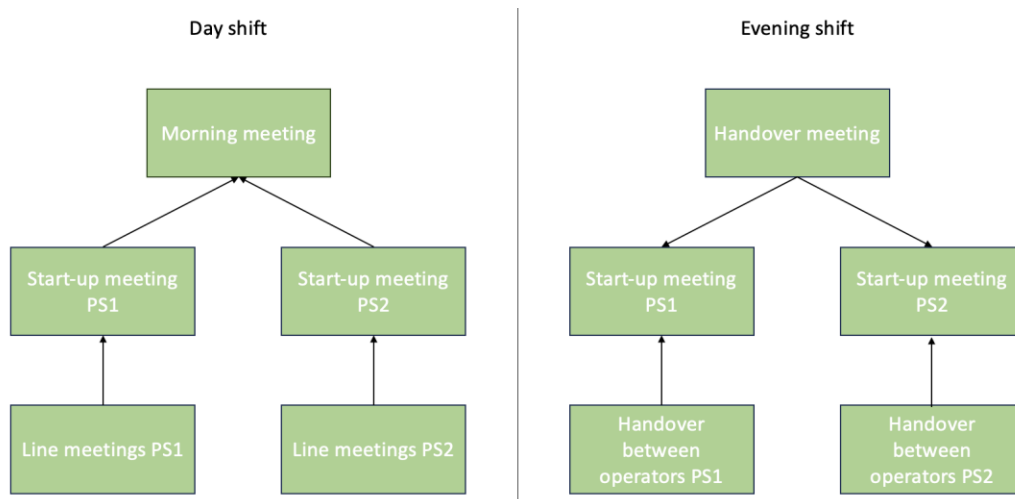 Day shift
Evening shift
Morning meeting
Handover meeting
Start-up meeting
PS1
Start-up meeting
PS2
Start-up meeting
PS1
Start-up meeting
PS2
Line meetings PS1
Line meetings PS2
Handover
between
operators PS1
Handover
between
operators PS2